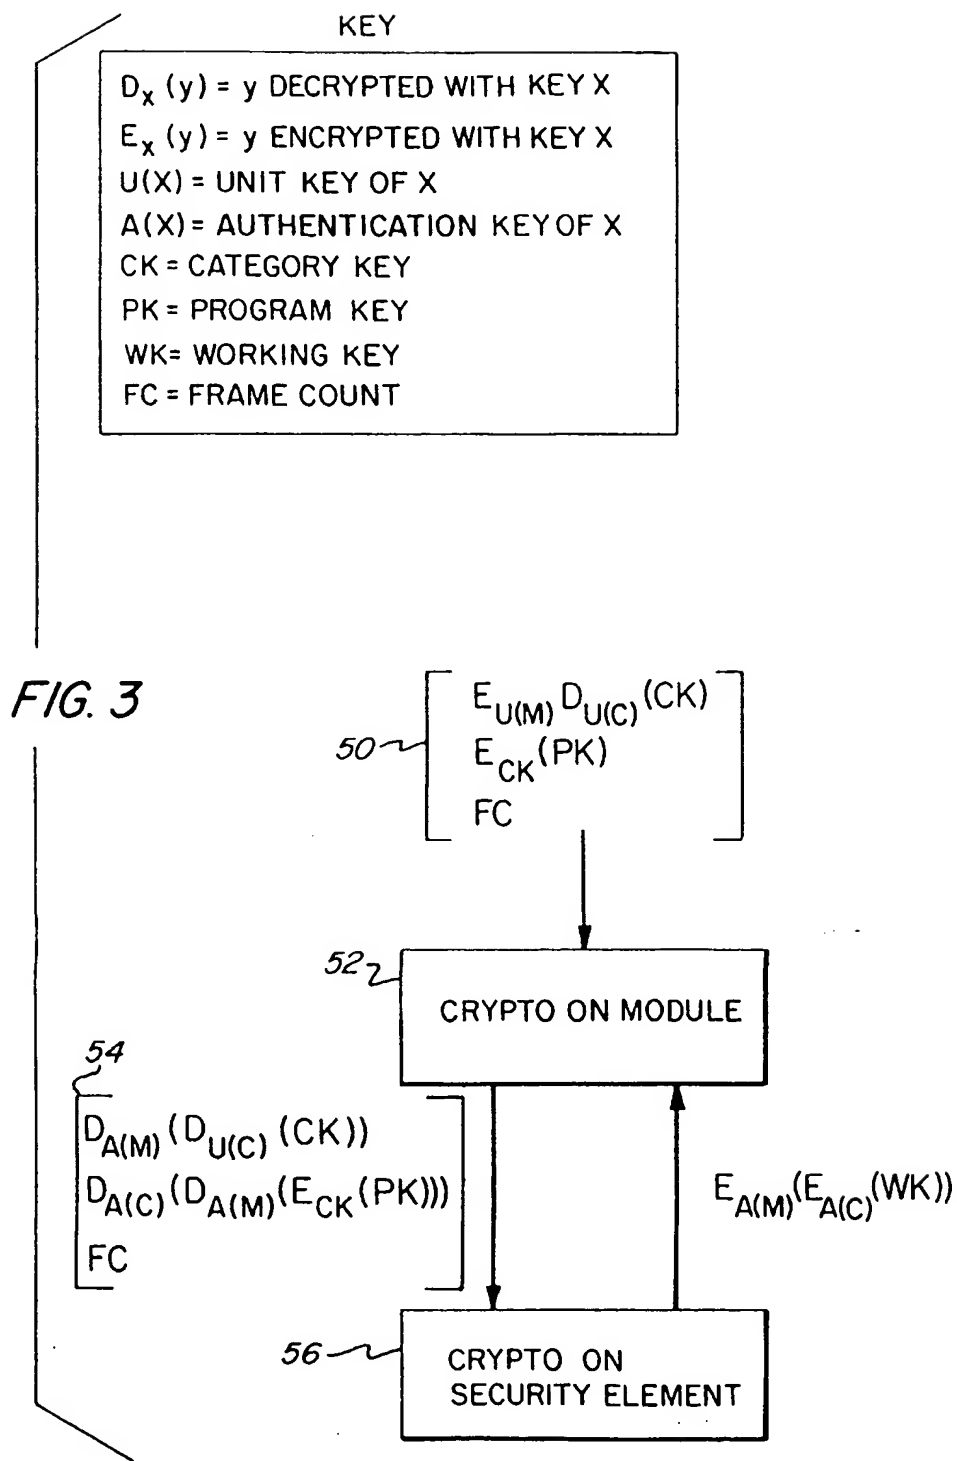 KEY
D_X (y) = y DECRYPTED WITH KEY X
E_X (y) = y ENCRYPTED WITH KEY X
U(X) = UNIT KEY OF X
A(X) = AUTHENTICATION KEY OF X
CK = CATEGORY KEY
PK = PROGRAM KEY
WK = WORKING KEY
FC = FRAME COUNT
FIG. 3
50
E_U(M) D_U(C) (CK)
E_CK (PK)
FC
52
CRYPTO ON MODULE
54
D_A(M) (D_U(C) (CK))
D_A(C) (D_A(M) (E_CK (PK)))
FC
E_A(M) (E_A(C) (WK))
56
CRYPTO ON
SECURITY ELEMENT